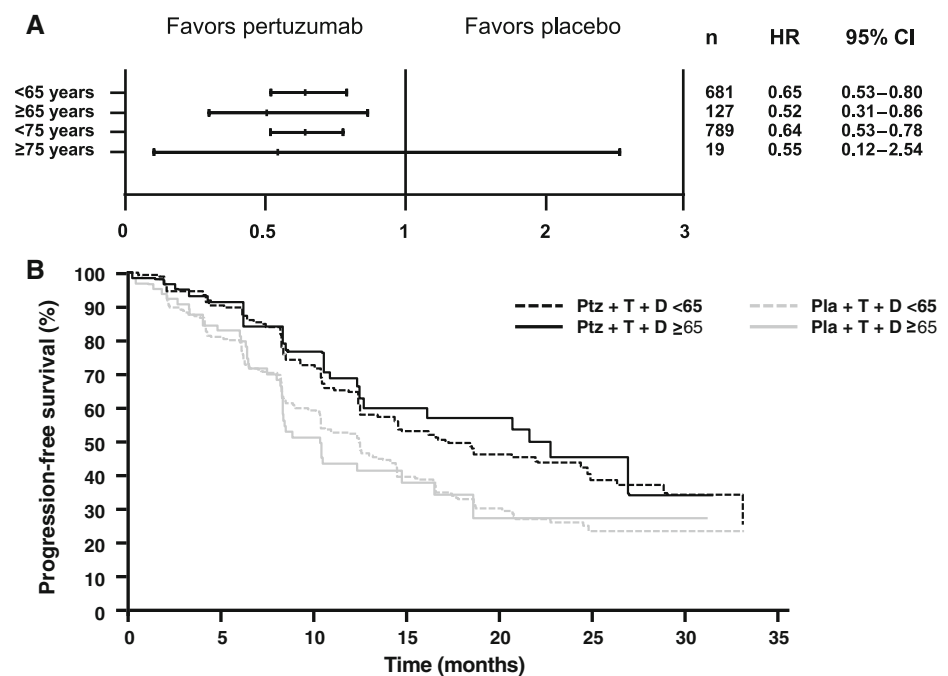 A
Favors pertuzumab Favors placebo
n HR 95% CI
<65 years 681 0.65 0.53–0.80
≥65 years 127 0.52 0.31–0.86
<75 years 789 0.64 0.53–0.78
≥75 years 19 0.55 0.12–2.54
0 0.5 1 2 3
B
Progression-free survival (%)
100
90
80
70
60
50
40
30
20
10
0
Ptz + T + D <65 Pla + T + D <65
Ptz + T + D ≥65 Pla + T + D ≥65
0 5 10 15 20 25 30 35
Time (months)